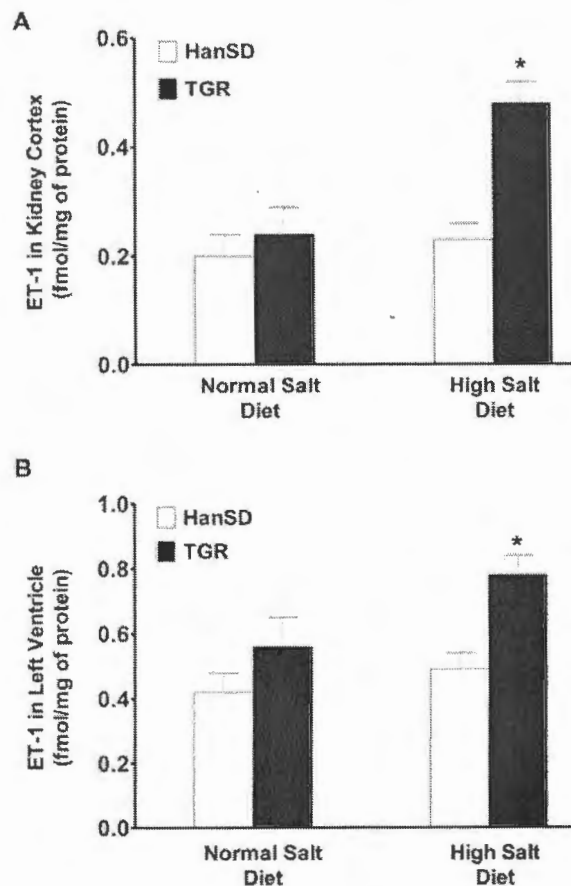 A
ET-1 in Kidney Cortex
(fmol/mg of protein)
0.6
0.4
0.2
0.0
HanSD
TGR
*
Normal Salt
Diet
High Salt
Diet
B
ET-1 in Left Ventricle
(fmol/mg of protein)
1.0
0.8
0.6
0.4
0.2
0.0
HanSD
TGR
*
Normal Salt
Diet
High Salt
Diet